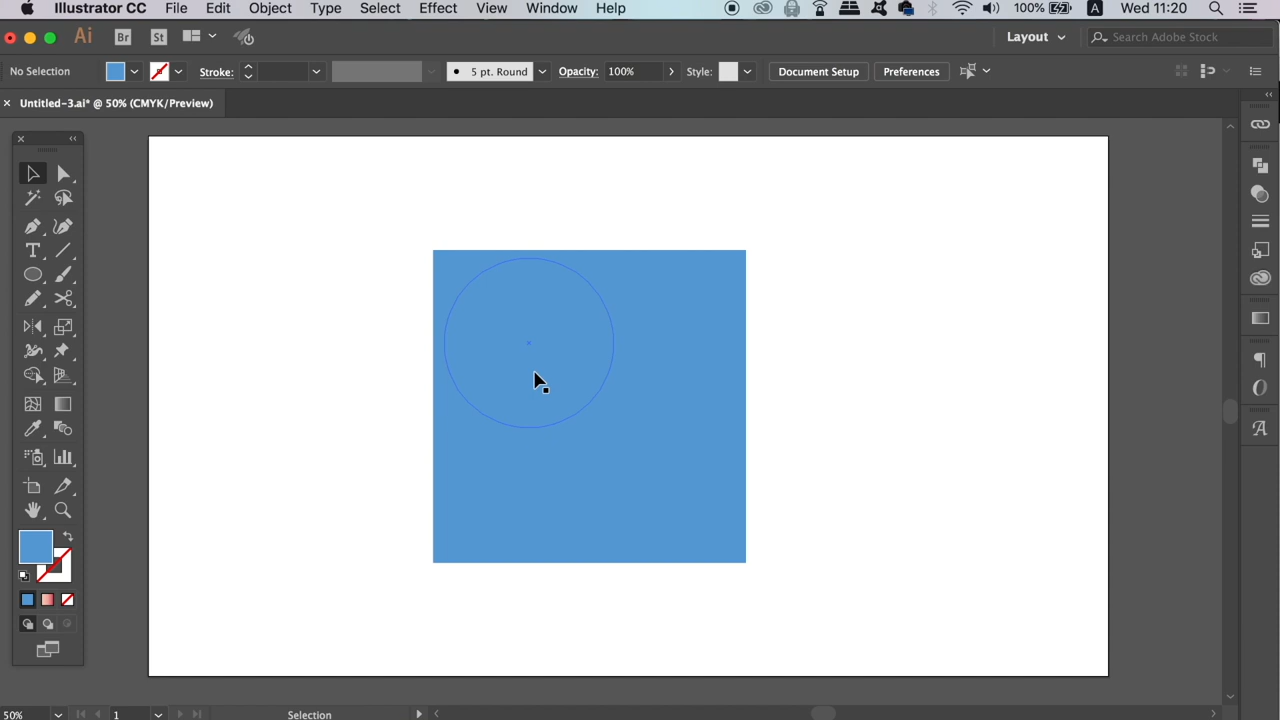 Illustrator CC File Edit Object Type Select Effect View Window Help 100% A Wed 11:20
Ai Br St Layout Search Adobe Stock
No Selection Stroke: 5 pt. Round Opacity: 100% Style: Document Setup Preferences
Untitled-3.ai* @ 50% (CMYK/Preview)
50% 1 Selection